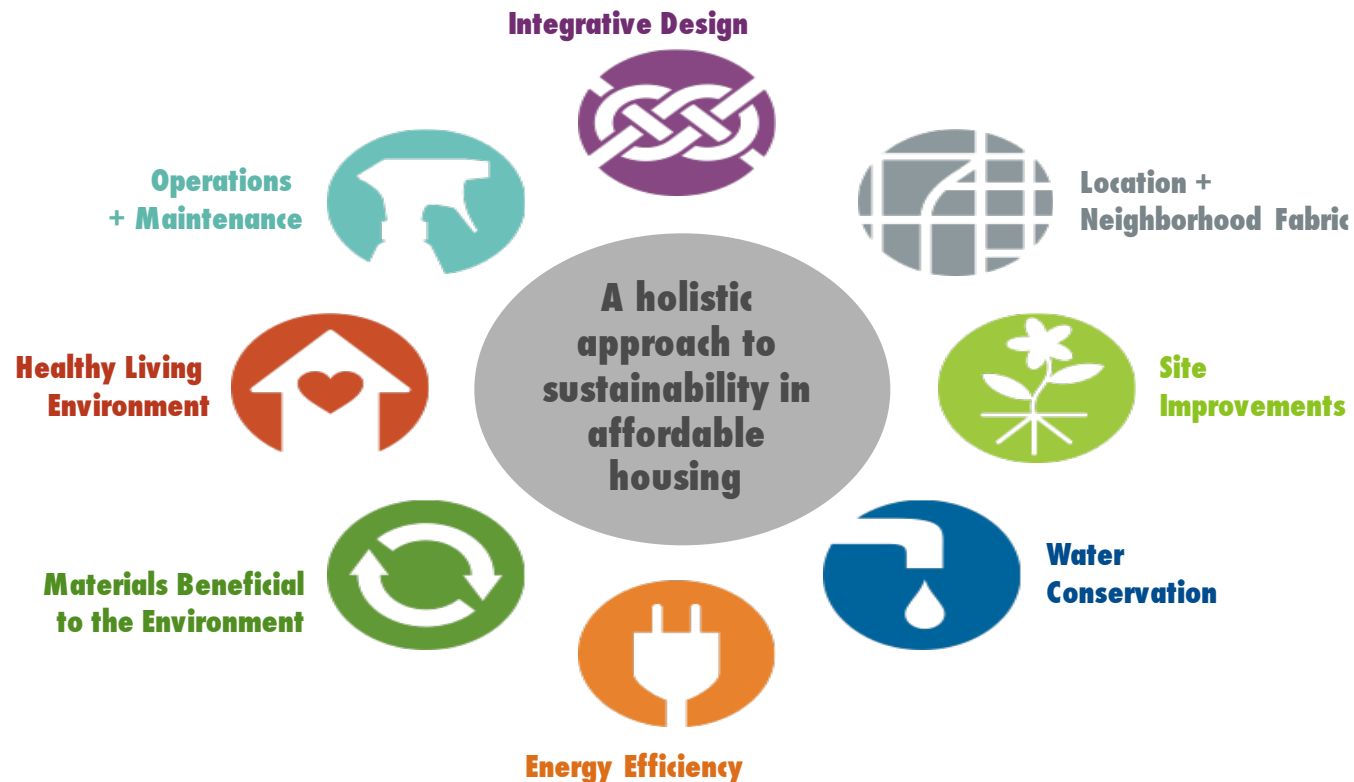 Integrative Design
Operations
+ Maintenance
Location +
Neighborhood Fabric
A holistic
approach to
sustainability in
affordable
housing
Healthy Living
Environment
Site
Improvements
Materials Beneficial
to the Environment
Water
Conservation
Energy Efficiency